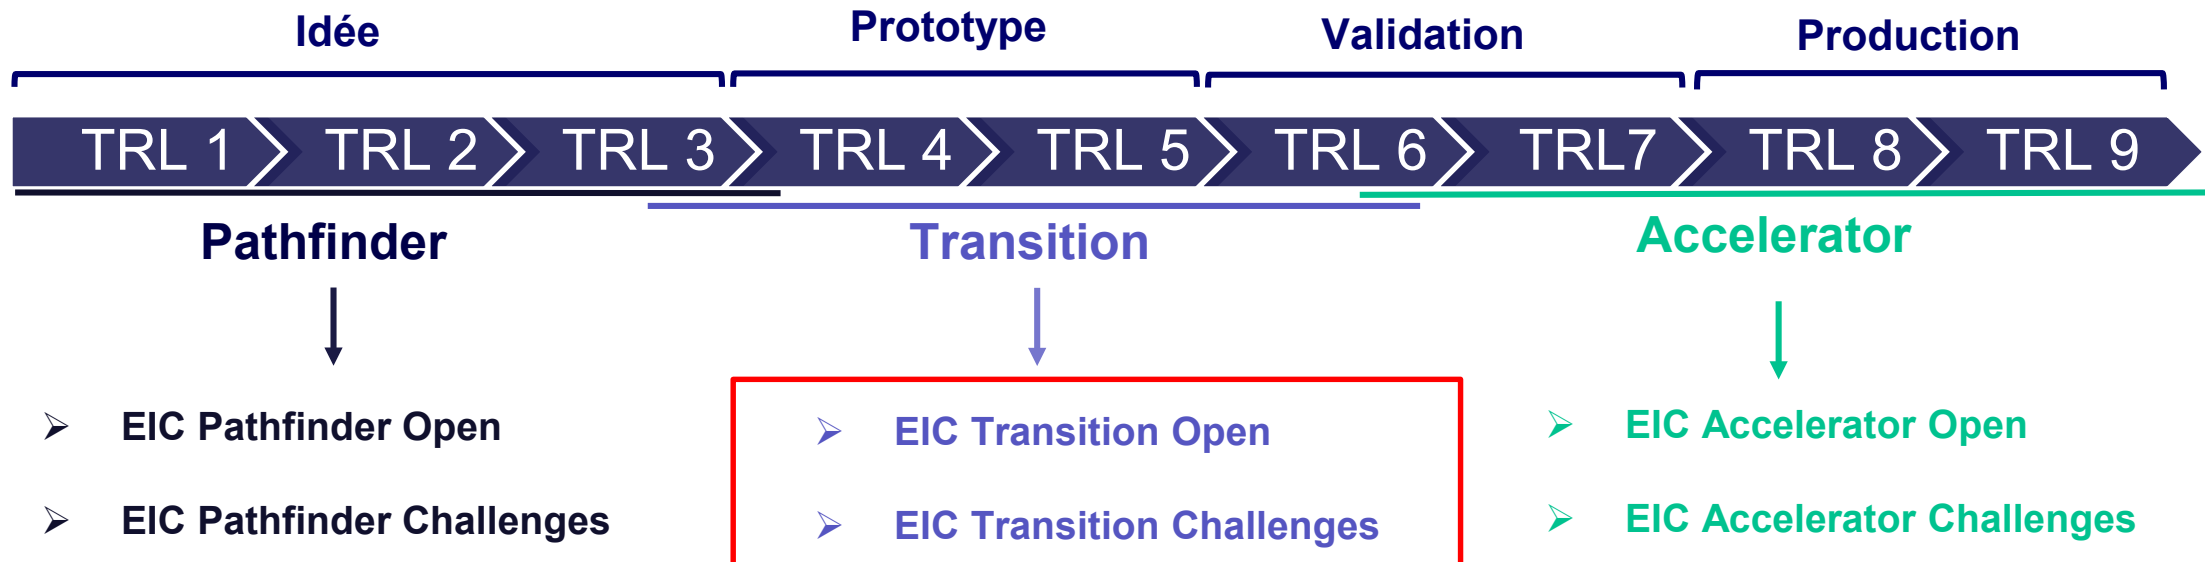 Idée
Prototype
Validation
Production
TRL 1
TRL 2
TRL 3
TRL 4
TRL 5
TRL 6
TRL7
TRL 8
TRL 9
Pathfinder
Transition
Accelerator
EIC Pathfinder Open
EIC Pathfinder Challenges
EIC Transition Open
EIC Transition Challenges
EIC Accelerator Open
EIC Accelerator Challenges